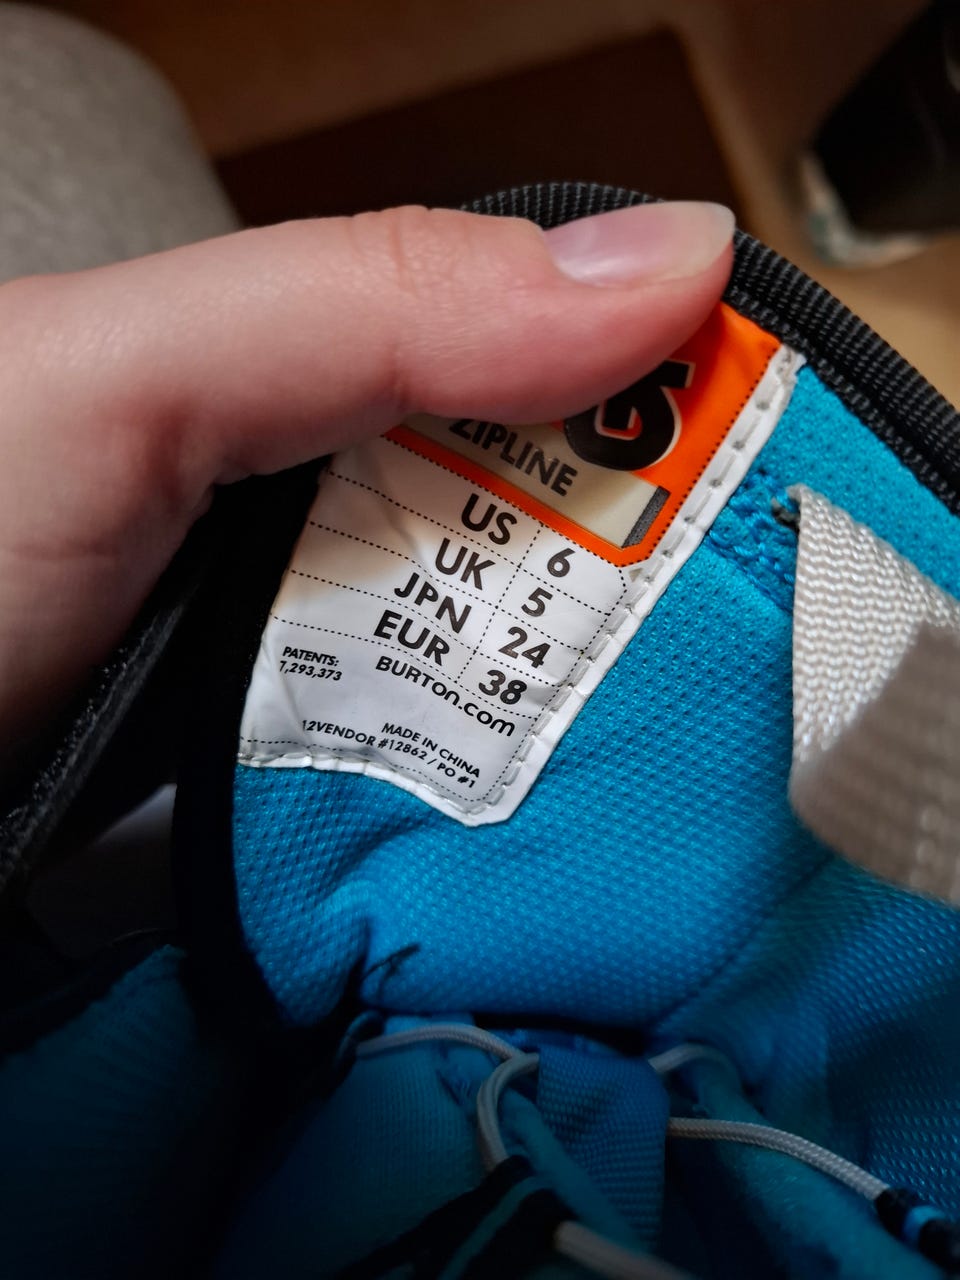 6
ZIPLINE
US 6
UK 5
JPN 24
EUR 38
BURTON.COM
PATENTS:
7,293,373
MADE IN CHINA
12VENDOR #12862 / PO #1